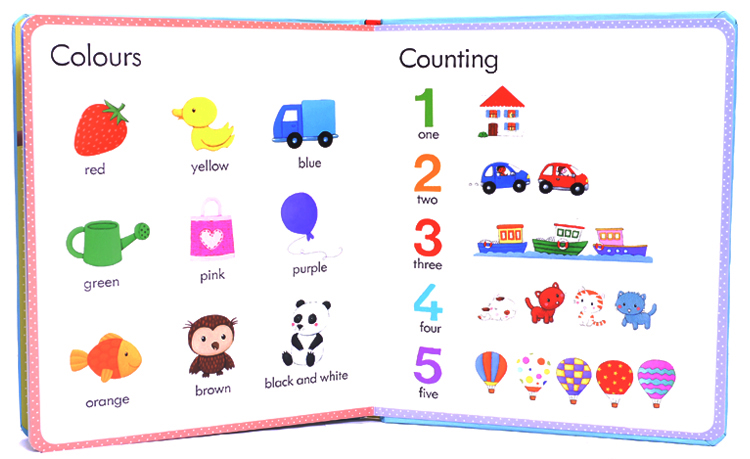 Colours
red
yellow
blue
green
pink
purple
orange
brown
black and white
Counting
1
one
2
two
3
three
4
four
5
five